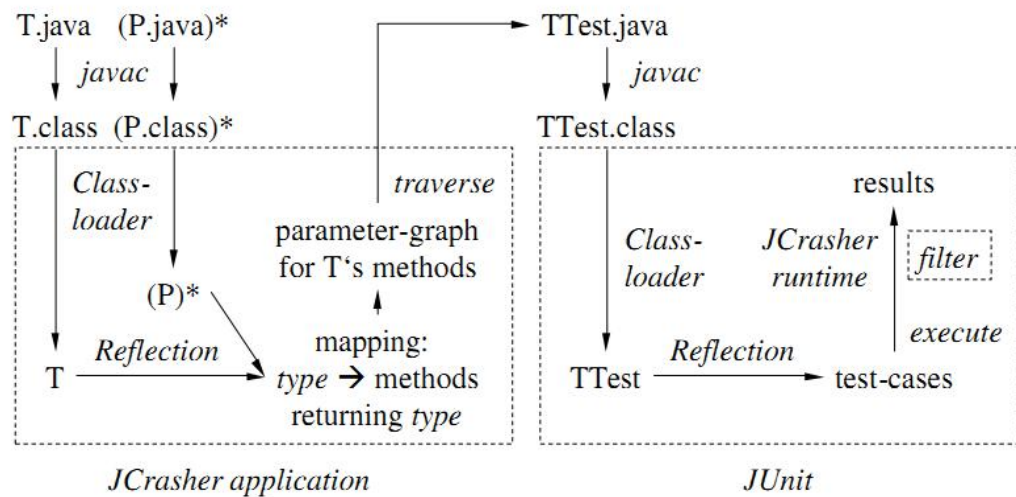 T.java (P.java)*
javac
T.class (P.class)*
Class-
loader
traverse
parameter-graph
for T‘s methods
(P)*
Reflection
mapping:
T
type → methods
returning type
JCrasher application
TTest.java
javac
TTest.class
results
Class-
loader
JCrasher
runtime
filter
execute
Reflection
TTest
test-cases
JUnit